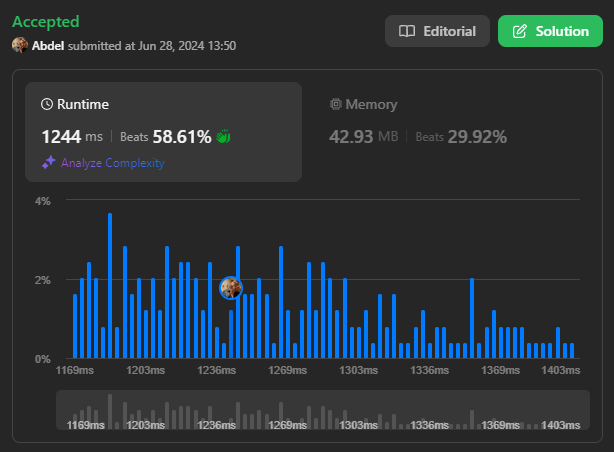 Accepted
Abdel submitted at Jun 28, 2024 13:50
Editorial
Solution
Runtime
1244 ms | Beats 58.61%
Analyze Complexity
Memory
42.93 MB | Beats 29.92%
4%
2%
0%
1169ms 1203ms 1236ms 1269ms 1303ms 1336ms 1369ms 1403ms
1169ms 1203ms 1236ms 1269ms 1303ms 1336ms 1369ms 1403ms